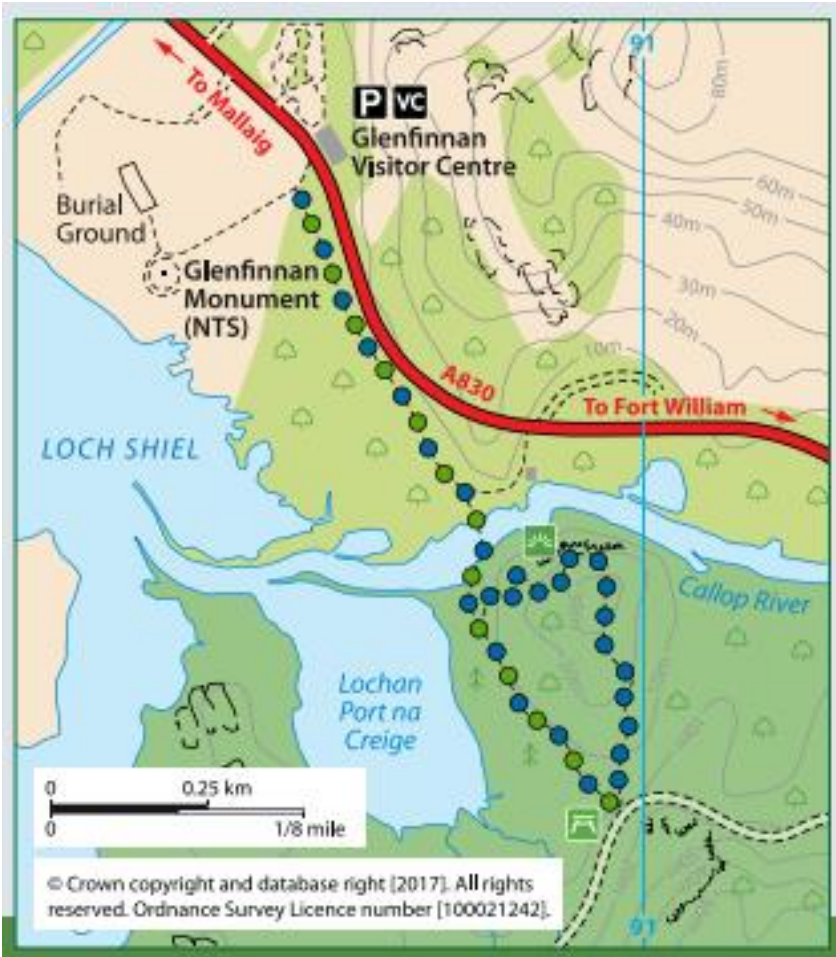 91
To Mallaig
P VC
Glenfinnan
Visitor Centre
80m
60m
50m
40m
30m
20m
10m
Burial
Ground
Glenfinnan
Monument
(NTS)
A830
To Fort William
LOCH SHIEL
Callop River
Lochan
Port na
Creige
0 0.25 km
0 1/8 mile
© Crown copyright and database right [2017]. All rights
reserved. Ordnance Survey Licence number [100021242].
91